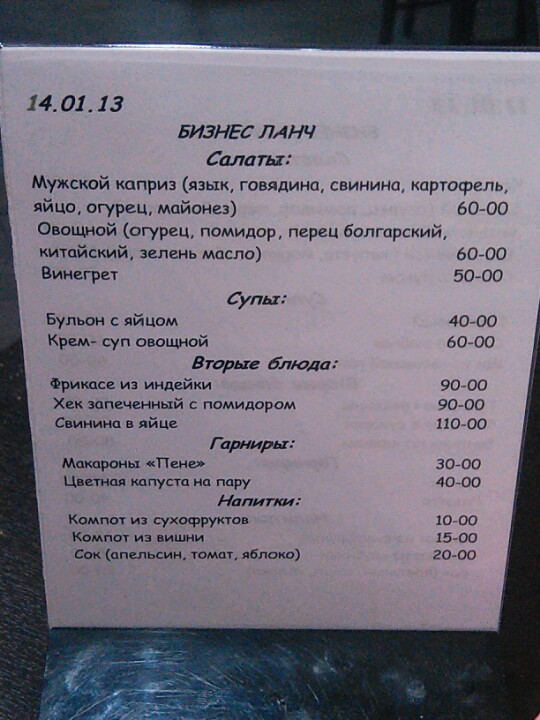 14.01.13
БИЗНЕС ЛАНЧ
Салаты:
Мужской каприз (язык, говядина, свинина, картофель,
яйцо, огурец, майонез) 60-00
Овощной (огурец, помидор, перец болгарский,
китайский, зелень масло) 60-00
Винегрет 50-00
Супы:
Бульон с яйцом 40-00
Крем- суп овощной 60-00
Вторые блюда:
Фрикасе из индейки 90-00
Хек запеченный с помидором 90-00
Свинина в яйце 110-00
Гарниры:
Макароны «Пене» 30-00
Цветная капуста на пару 40-00
Напитки:
Компот из сухофруктов 10-00
Компот из вишни 15-00
Сок (апельсин, томат, яблоко) 20-00